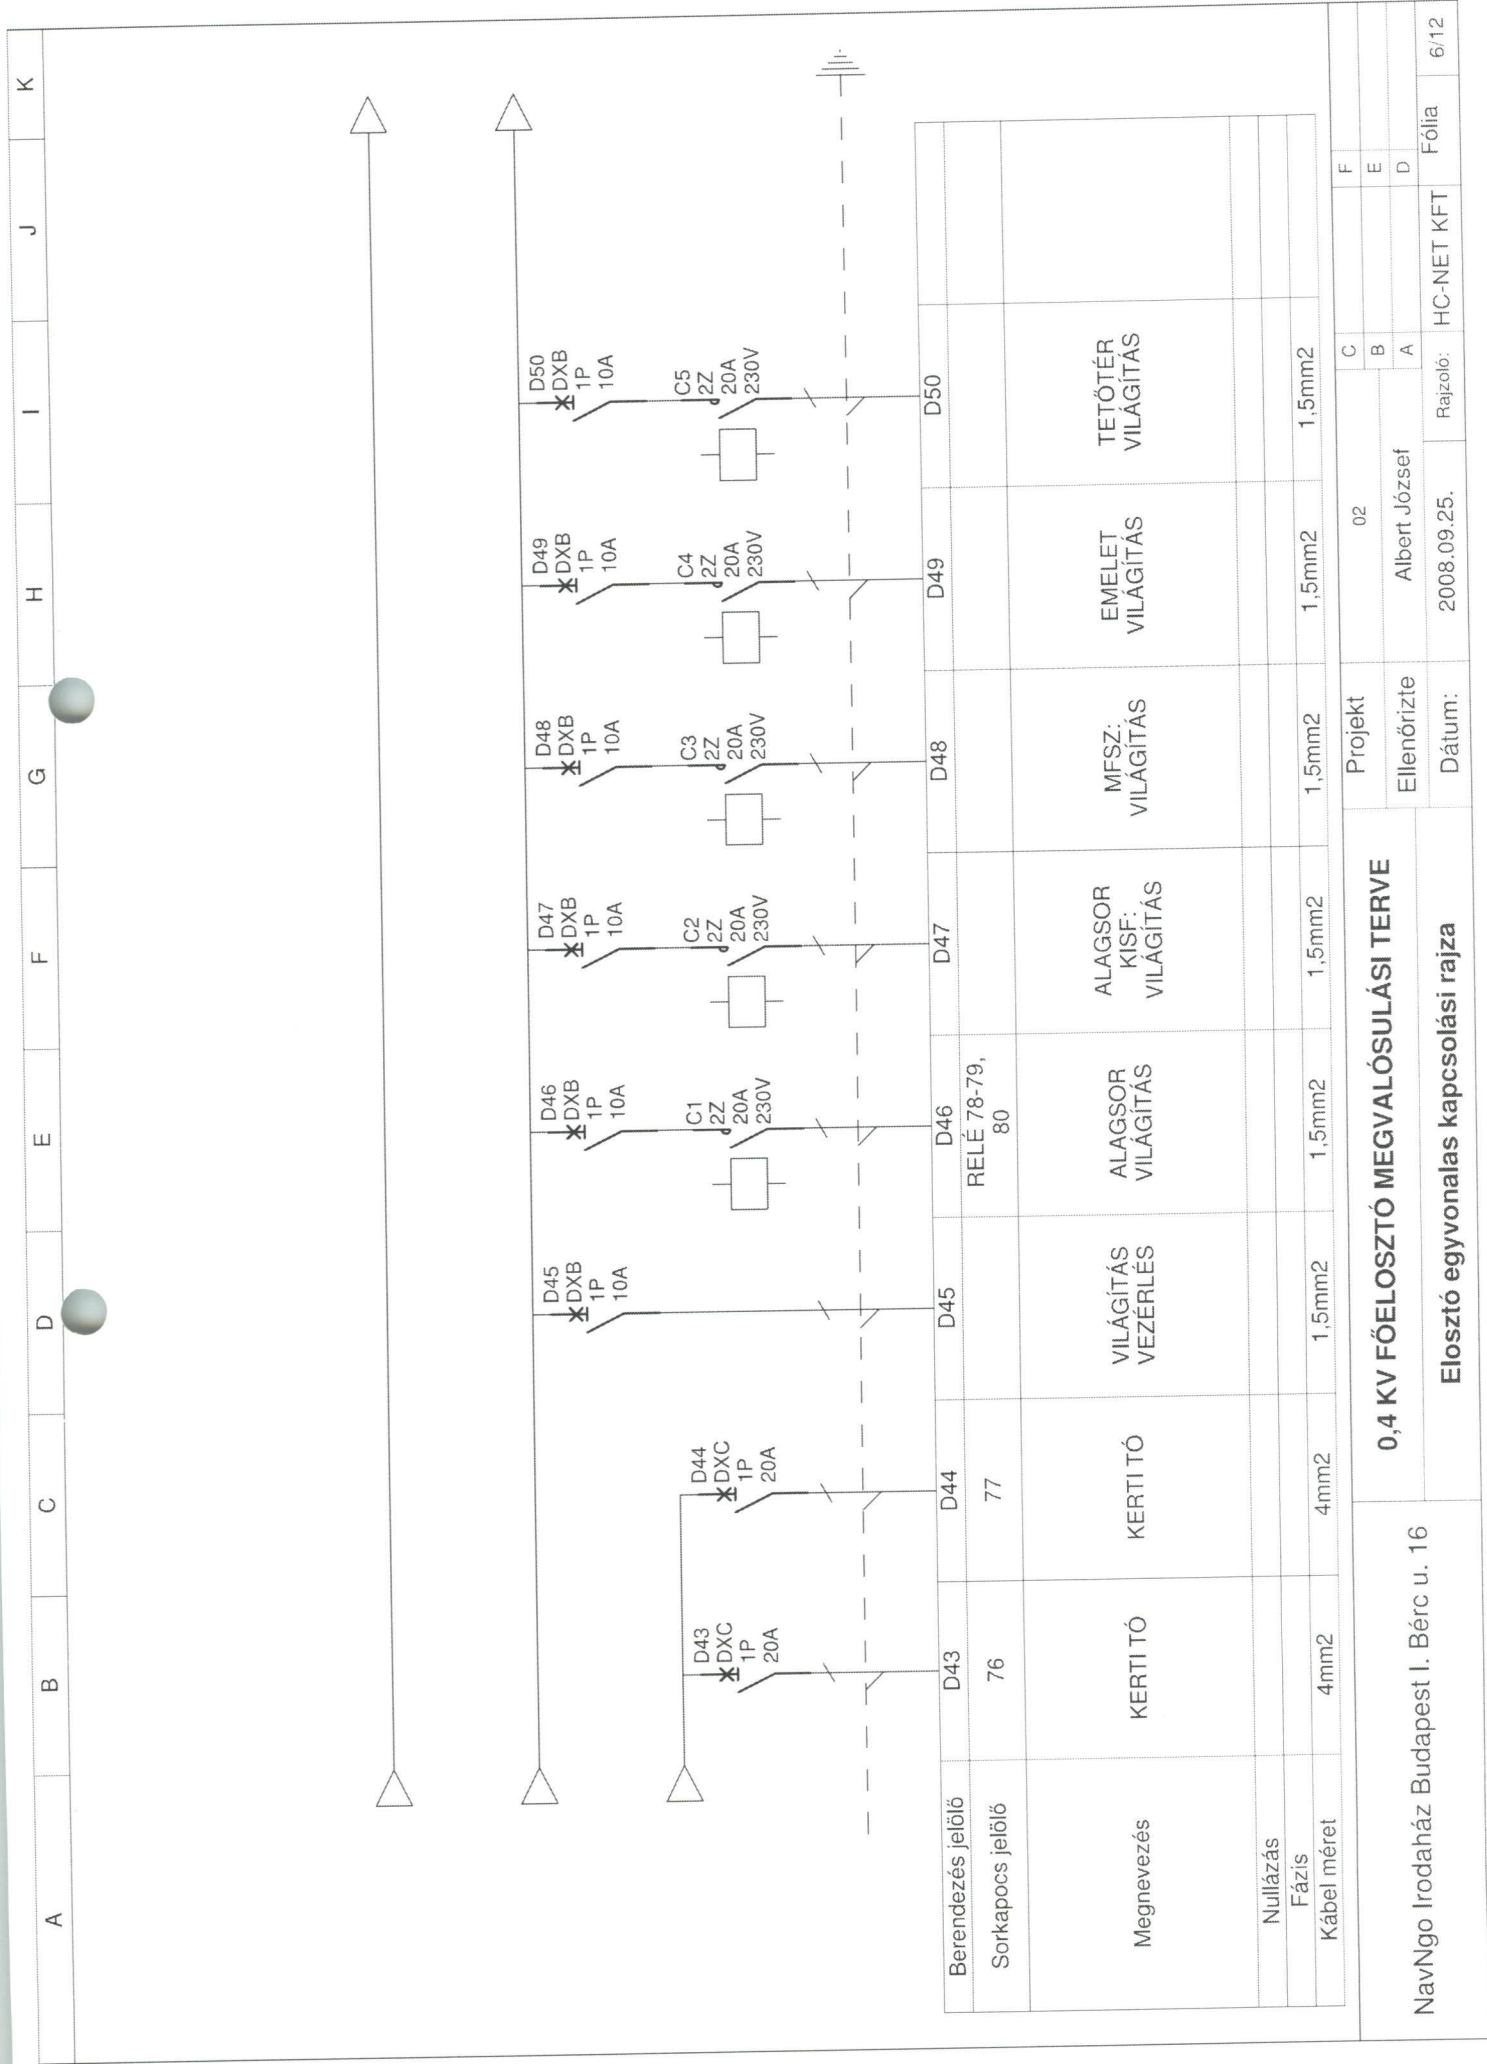 A B C D E F G H I J K
D43
DXC
1P
20A
D44
DXC
1P
20A
D45
DXB
1P
10A
D46
DXB
1P
10A
C1
2Z
20A
230V
D47
DXB
1P
10A
C2
2Z
20A
230V
D48
DXB
1P
10A
C3
2Z
20A
230V
D49
DXB
1P
10A
C4
2Z
20A
230V
D50
DXB
1P
10A
C5
2Z
20A
230V
Berendezés jelölő D43 D44 D45 D46 D47 D48 D49 D50
Sorkapocs jelölő 76 77 RELÉ 78-79,
80
Megnevezés
KERTI TÓ
KERTI TÓ
VILÁGÍTÁS
VEZÉRLÉS
ALAGSOR
VILÁGÍTÁS
ALAGSOR
KISF:
VILÁGÍTÁS
MFSZ:
VILÁGÍTÁS
EMELET
VILÁGÍTÁS
TETŐTÉR
VILÁGÍTÁS
Nullázás
Fázis
Kábel méret 4mm2 4mm2 1,5mm2 1,5mm2 1,5mm2 1,5mm2 1,5mm2 1,5mm2
NavNgo Irodaház Budapest I. Bérc u. 16
0,4 KV FŐELOSZTÓ MEGVALÓSULÁSI TERVE
Elosztó egyvonalas kapcsolási rajza
Projekt 02
Ellenőrizte Albert József
Dátum: 2008.09.25.
C F
B E
A D
Rajzoló: HC-NET KFT
Fólia 6/12